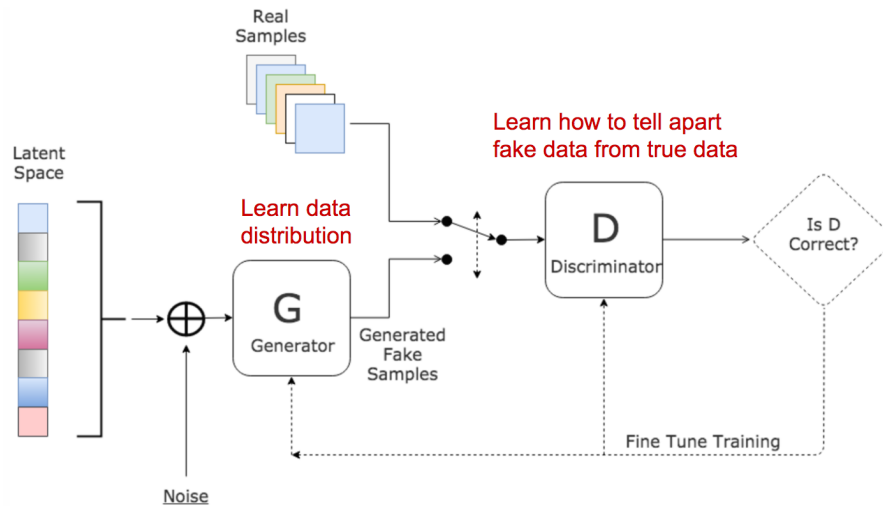 Real
Samples
Learn how to tell apart
fake data from true data
Latent
Space
Learn data
distribution
D
Discriminator
Is D
Correct?
G
Generator
Generated
Fake
Samples
Fine Tune Training
Noise